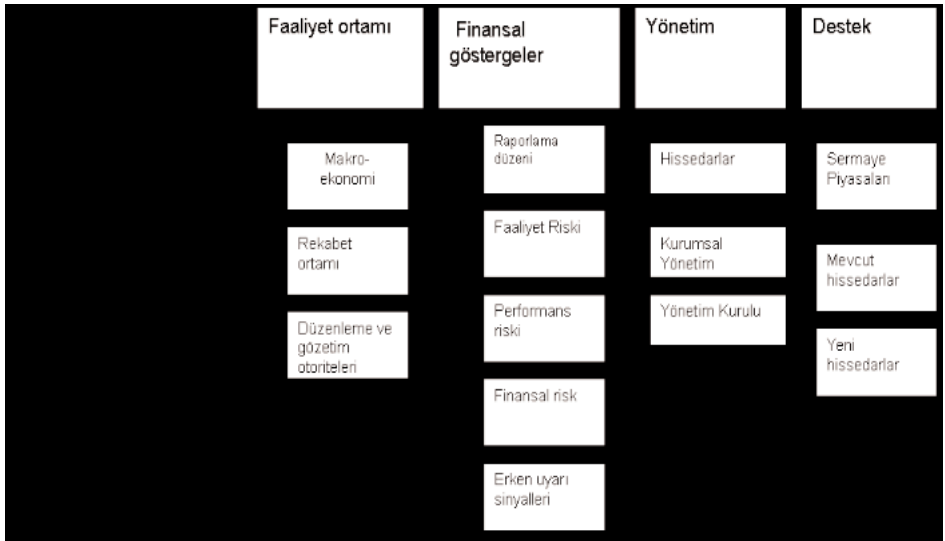 Faaliyet ortamı
Finansal
göstergeler
Yönetim
Destek
Makro-
ekonomi
Rekabet
ortamı
Düzenleme ve
gözetim
otoriteleri
Raporlama
düzeni
Faaliyet Riski
Performans
riski
Finansal risk
Erken uyarı
sinyalleri
Hissedarlar
Kurumsal
Yönetim
Yönetim Kurulu
Sermaye
Piyasaları
Mevcut
hissedarlar
Yeni
hissedarlar